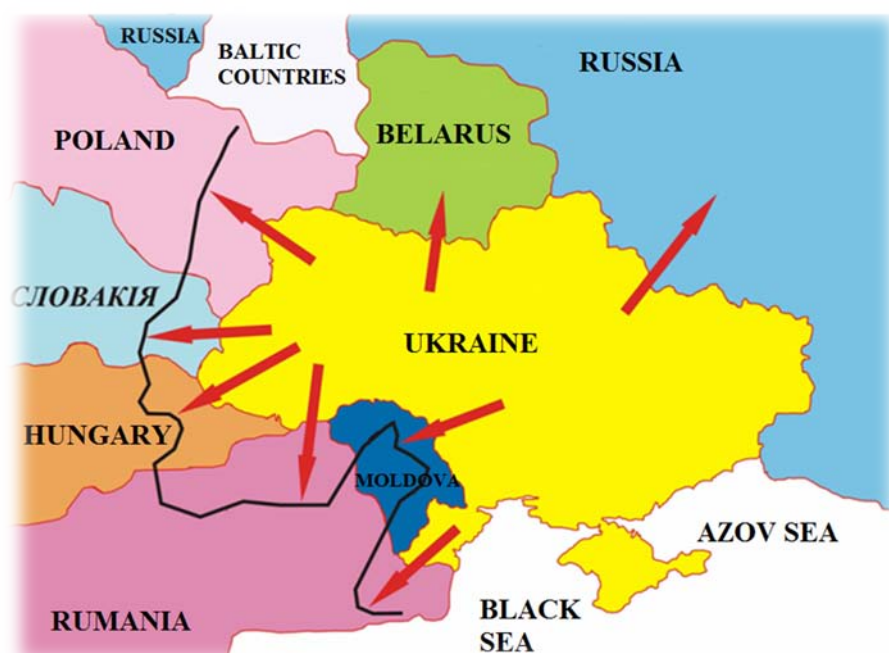 RUSSIA
BALTIC
COUNTRIES
RUSSIA
POLAND
BELARUS
СЛОВАКІЯ
UKRAINE
HUNGARY
MOLDOVA
AZOV SEA
RUMANIA
BLACK
SEA